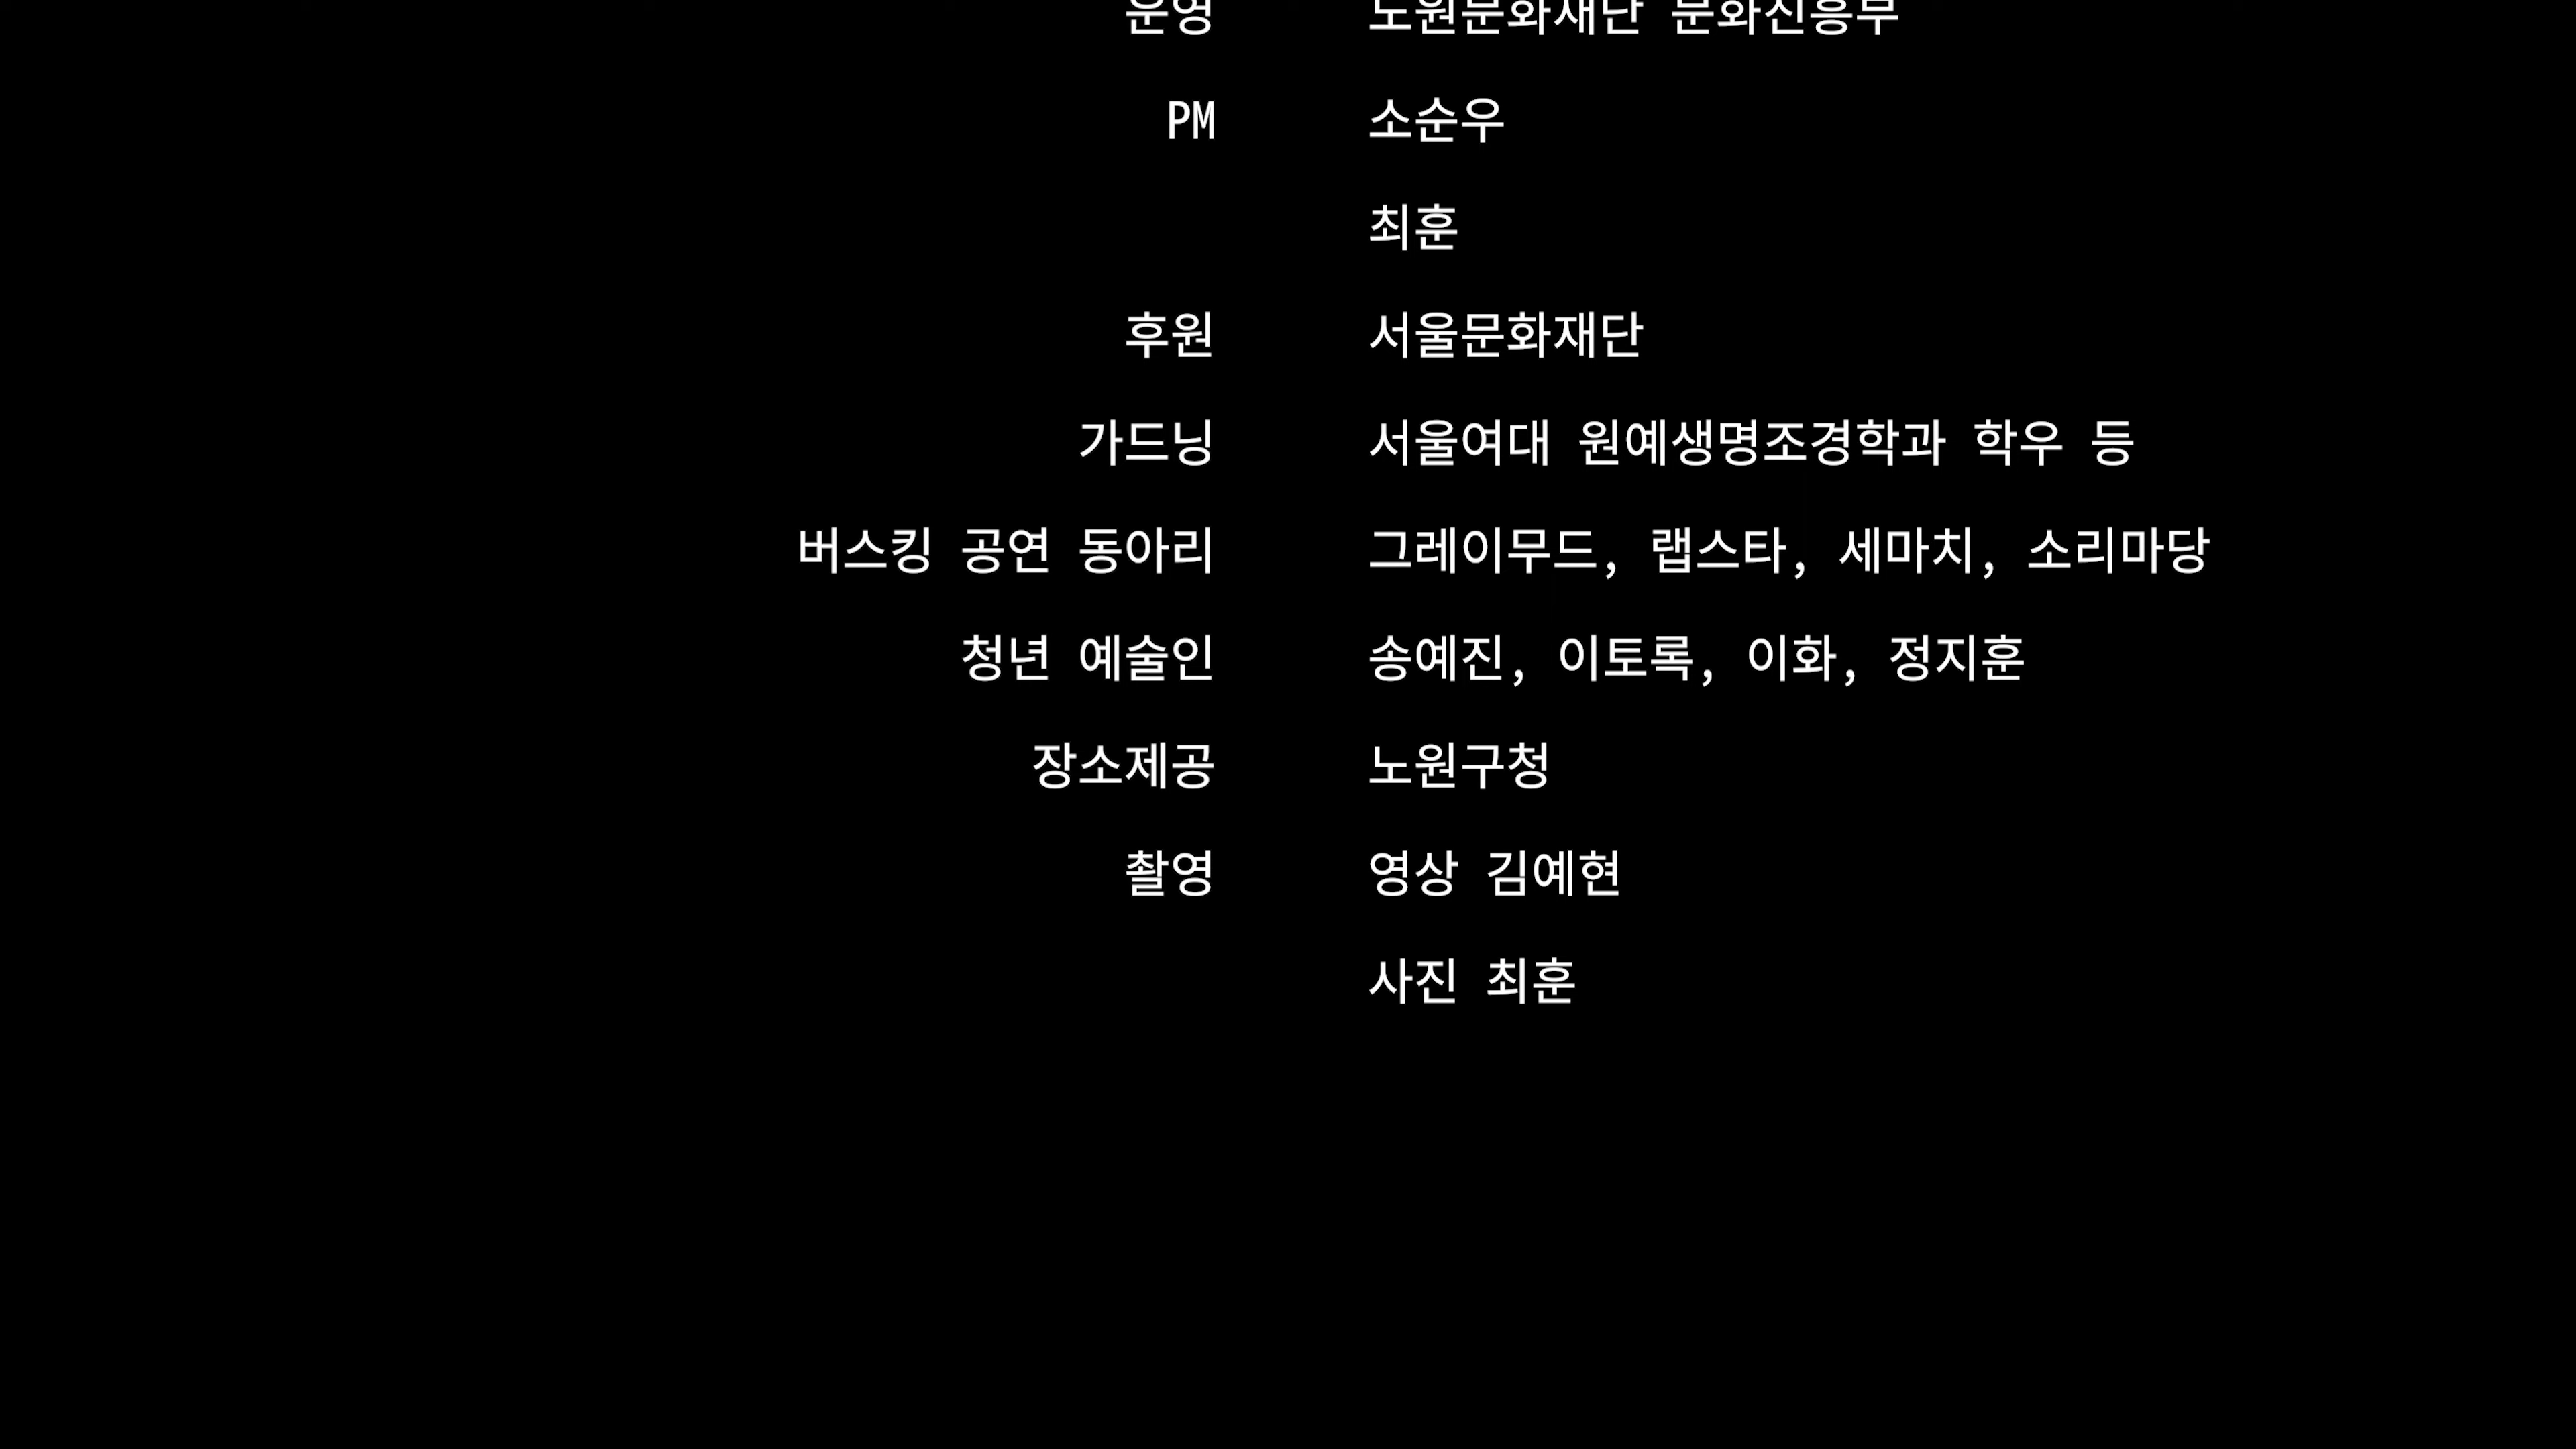 운영 노원문화재단 문화진흥부
PM 소순우
최훈
후원 서울문화재단
가드닝 서울여대 원예생명조경학과 학우 등
버스킹 공연 동아리 그레이무드, 랩스타, 세마치, 소리마당
청년 예술인 송예진, 이토록, 이화, 정지훈
장소제공 노원구청
촬영 영상 김예현
사진 최훈